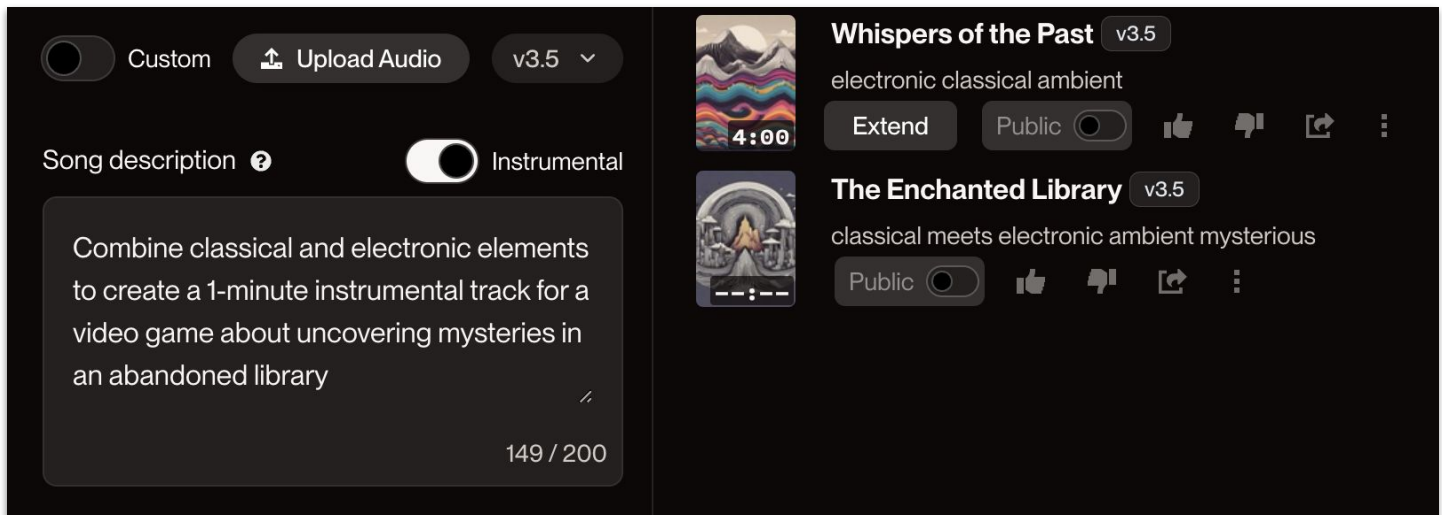 Custom
Upload Audio
v3.5
Song description ?
Instrumental
Combine classical and electronic elements
to create a 1-minute instrumental track for a
video game about uncovering mysteries in
an abandoned library
149 / 200
4:00
Whispers of the Past v3.5
electronic classical ambient
Extend
Public
--:--
The Enchanted Library v3.5
classical meets electronic ambient mysterious
Public